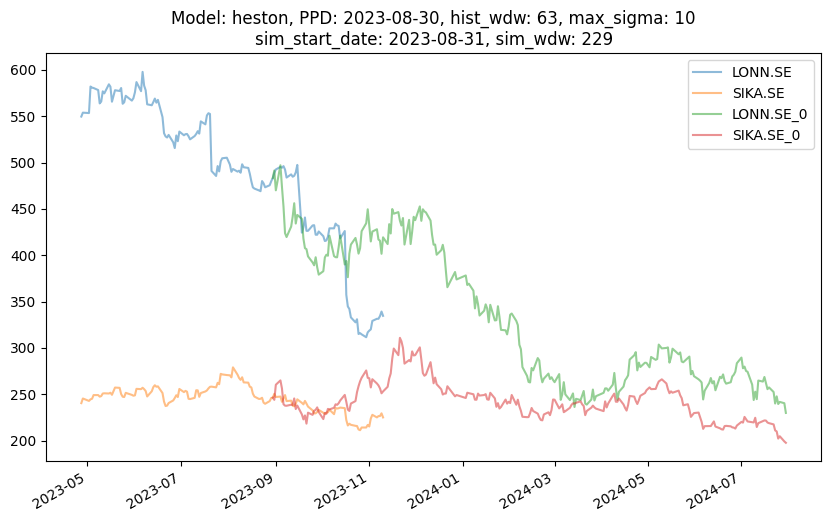 Model: heston, PPD: 2023-08-30, hist_wdw: 63, max_sigma: 10
sim_start_date: 2023-08-31, sim_wdw: 229
LONN.SE
SIKA.SE
LONN.SE_0
SIKA.SE_0
600
550
500
450
400
350
300
250
200
2023-05
2023-07
2023-09
2023-11
2024-01
2024-03
2024-05
2024-07